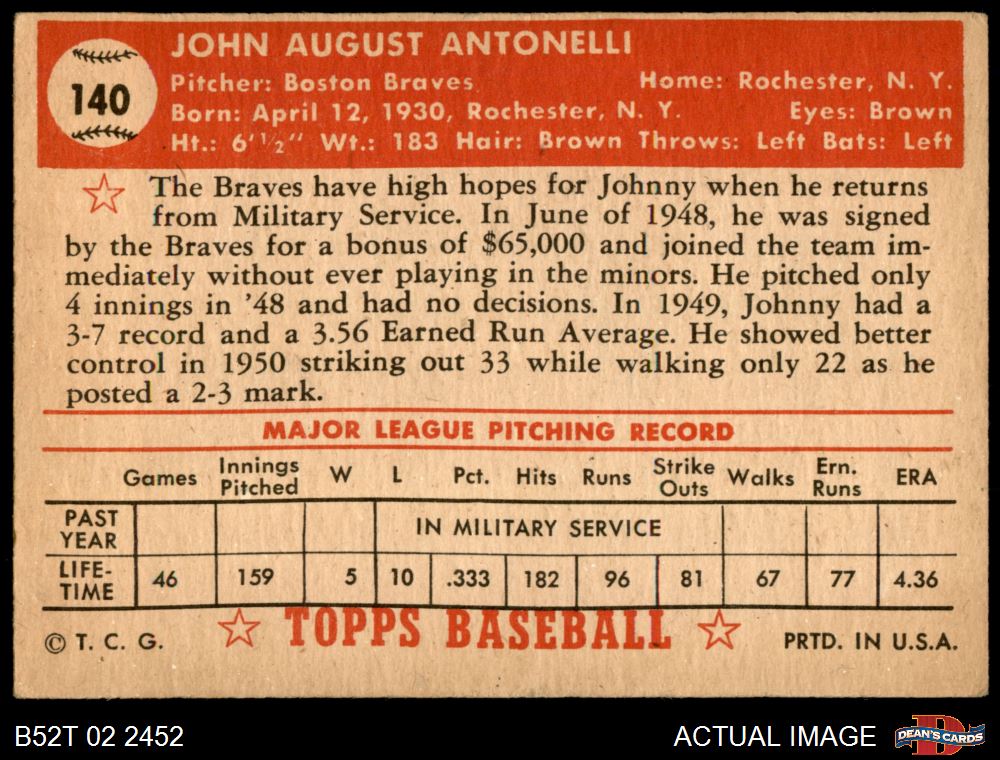 JOHN AUGUST ANTONELLI
140
Pitcher: Boston Braves Home: Rochester, N. Y.
Born: April 12, 1930, Rochester, N. Y. Eyes: Brown
Ht.: 6'½" Wt.: 183 Hair: Brown Throws: Left Bats: Left
The Braves have high hopes for Johnny when he returns
from Military Service. In June of 1948, he was signed
by the Braves for a bonus of $65,000 and joined the team im-
mediately without ever playing in the minors. He pitched only
4 innings in '48 and had no decisions. In 1949, Johnny had a
3-7 record and a 3.56 Earned Run Average. He showed better
control in 1950 striking out 33 while walking only 22 as he
posted a 2-3 mark.
MAJOR LEAGUE PITCHING RECORD
Games Innings Pitched W L Pct. Hits Runs Strike Outs Walks Ern. Runs ERA
PAST YEAR IN MILITARY SERVICE
LIFE-TIME 46 159 5 10 .333 182 96 81 67 77 4.36
TOPPS BASEBALL
© T. C. G. PRTD. IN U.S.A.
B52T 02 2452 ACTUAL IMAGE D DEAN'S CARDS